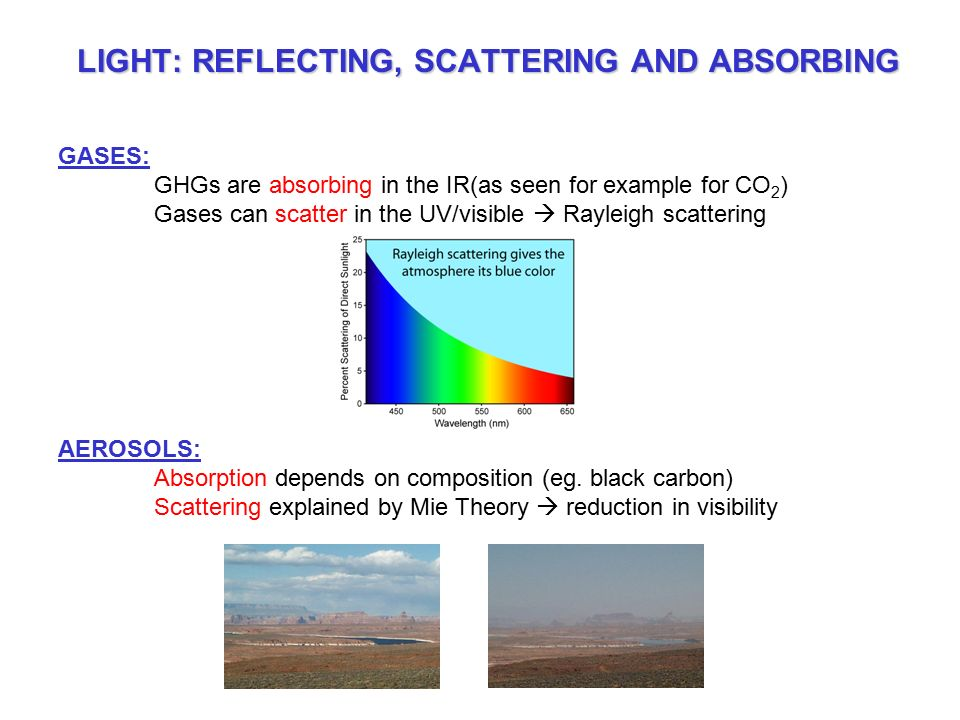 LIGHT: REFLECTING, SCATTERING AND ABSORBING
GASES:
GHGs are absorbing in the IR(as seen for example for CO₂)
Gases can scatter in the UV/visible → Rayleigh scattering
Rayleigh scattering gives the
atmosphere its blue color
Percent Scattering of Direct Sunlight
25
20
15
10
5
0
450 500 550 600 650
Wavelength (nm)
AEROSOLS:
Absorption depends on composition (eg. black carbon)
Scattering explained by Mie Theory → reduction in visibility